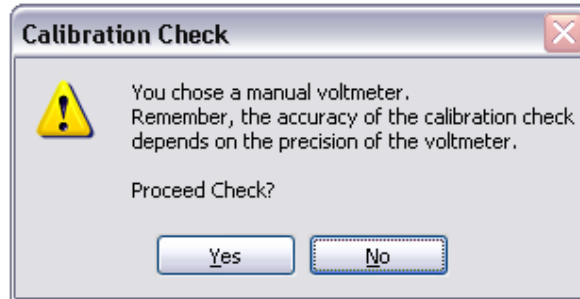 Calibration Check
You chose a manual voltmeter.
Remember, the accuracy of the calibration check
depends on the precision of the voltmeter.
Proceed Check?
Yes
No